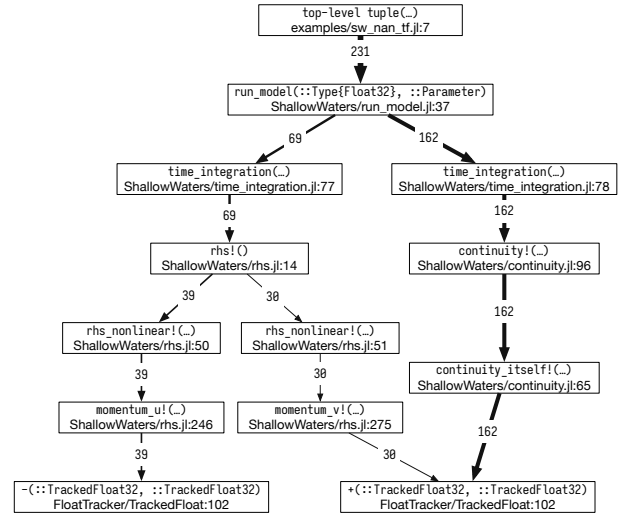 top-level tuple(…)
examples/sw_nan_tf.jl:7
231
run_model(::Type{Float32}, ::Parameter)
ShallowWaters/run_model.jl:37
69
162
time_integration(…)
ShallowWaters/time_integration.jl:77
time_integration(…)
ShallowWaters/time_integration.jl:78
69
162
rhs!()
ShallowWaters/rhs.jl:14
continuity!(…)
ShallowWaters/continuity.jl:96
39
30
162
rhs_nonlinear!(…)
ShallowWaters/rhs.jl:50
rhs_nonlinear!(…)
ShallowWaters/rhs.jl:51
39
30
continuity_itself!(…)
ShallowWaters/continuity.jl:65
momentum_u!(…)
ShallowWaters/rhs.jl:246
momentum_v!(…)
ShallowWaters/rhs.jl:275
162
39
30
-(::TrackedFloat32, ::TrackedFloat32)
FloatTracker/TrackedFloat:102
+(::TrackedFloat32, ::TrackedFloat32)
FloatTracker/TrackedFloat:102